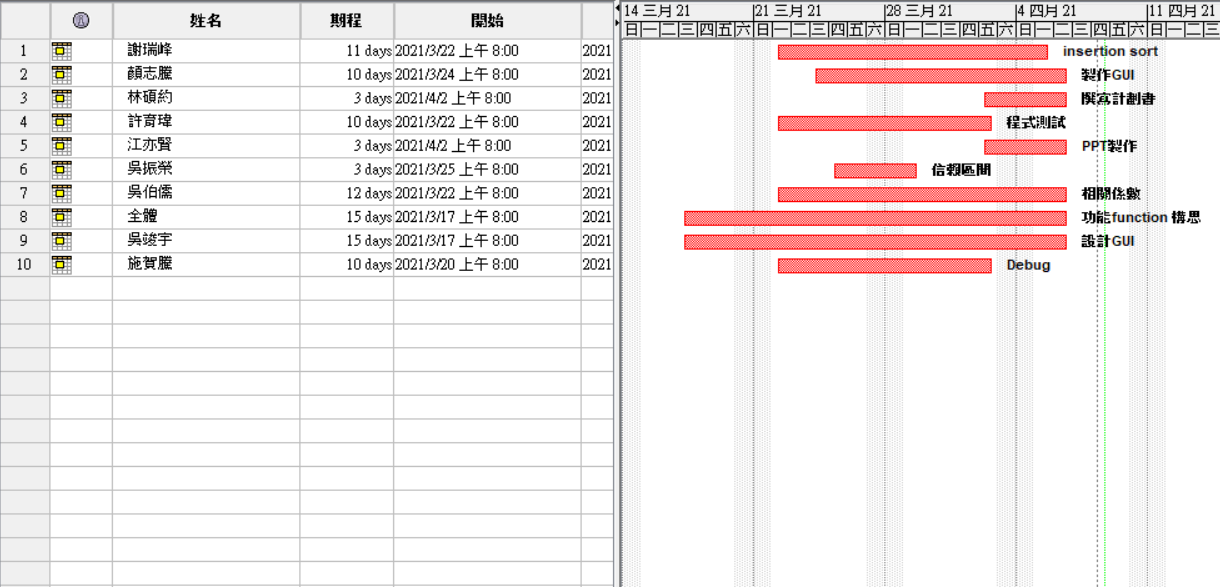 姓名 期程 開始
14 三月 21 21 三月 21 28 三月 21 4 四月 21 11 四月 21
日 一 二 三 四 五 六 日 一 二 三 四 五 六 日 一 二 三 四 五 六 日 一 二 三 四 五 六 日 一 二 三
1 謝瑞峰 11 days 2021/3/22 上午 8:00 2021 insertion sort
2 顏志騰 10 days 2021/3/24 上午 8:00 2021 製作GUI
3 林碩約 3 days 2021/4/2 上午 8:00 2021 撰寫計劃書
4 許育瑋 10 days 2021/3/22 上午 8:00 2021 程式測試
5 江亦賢 3 days 2021/4/2 上午 8:00 2021 PPT製作
6 吳振榮 3 days 2021/3/25 上午 8:00 2021 信賴區間
7 吳伯儒 12 days 2021/3/22 上午 8:00 2021 相關係數
8 全體 15 days 2021/3/17 上午 8:00 2021 功能function 構思
9 吳竣宇 15 days 2021/3/17 上午 8:00 2021 設計GUI
10 施賀騰 10 days 2021/3/20 上午 8:00 2021 Debug